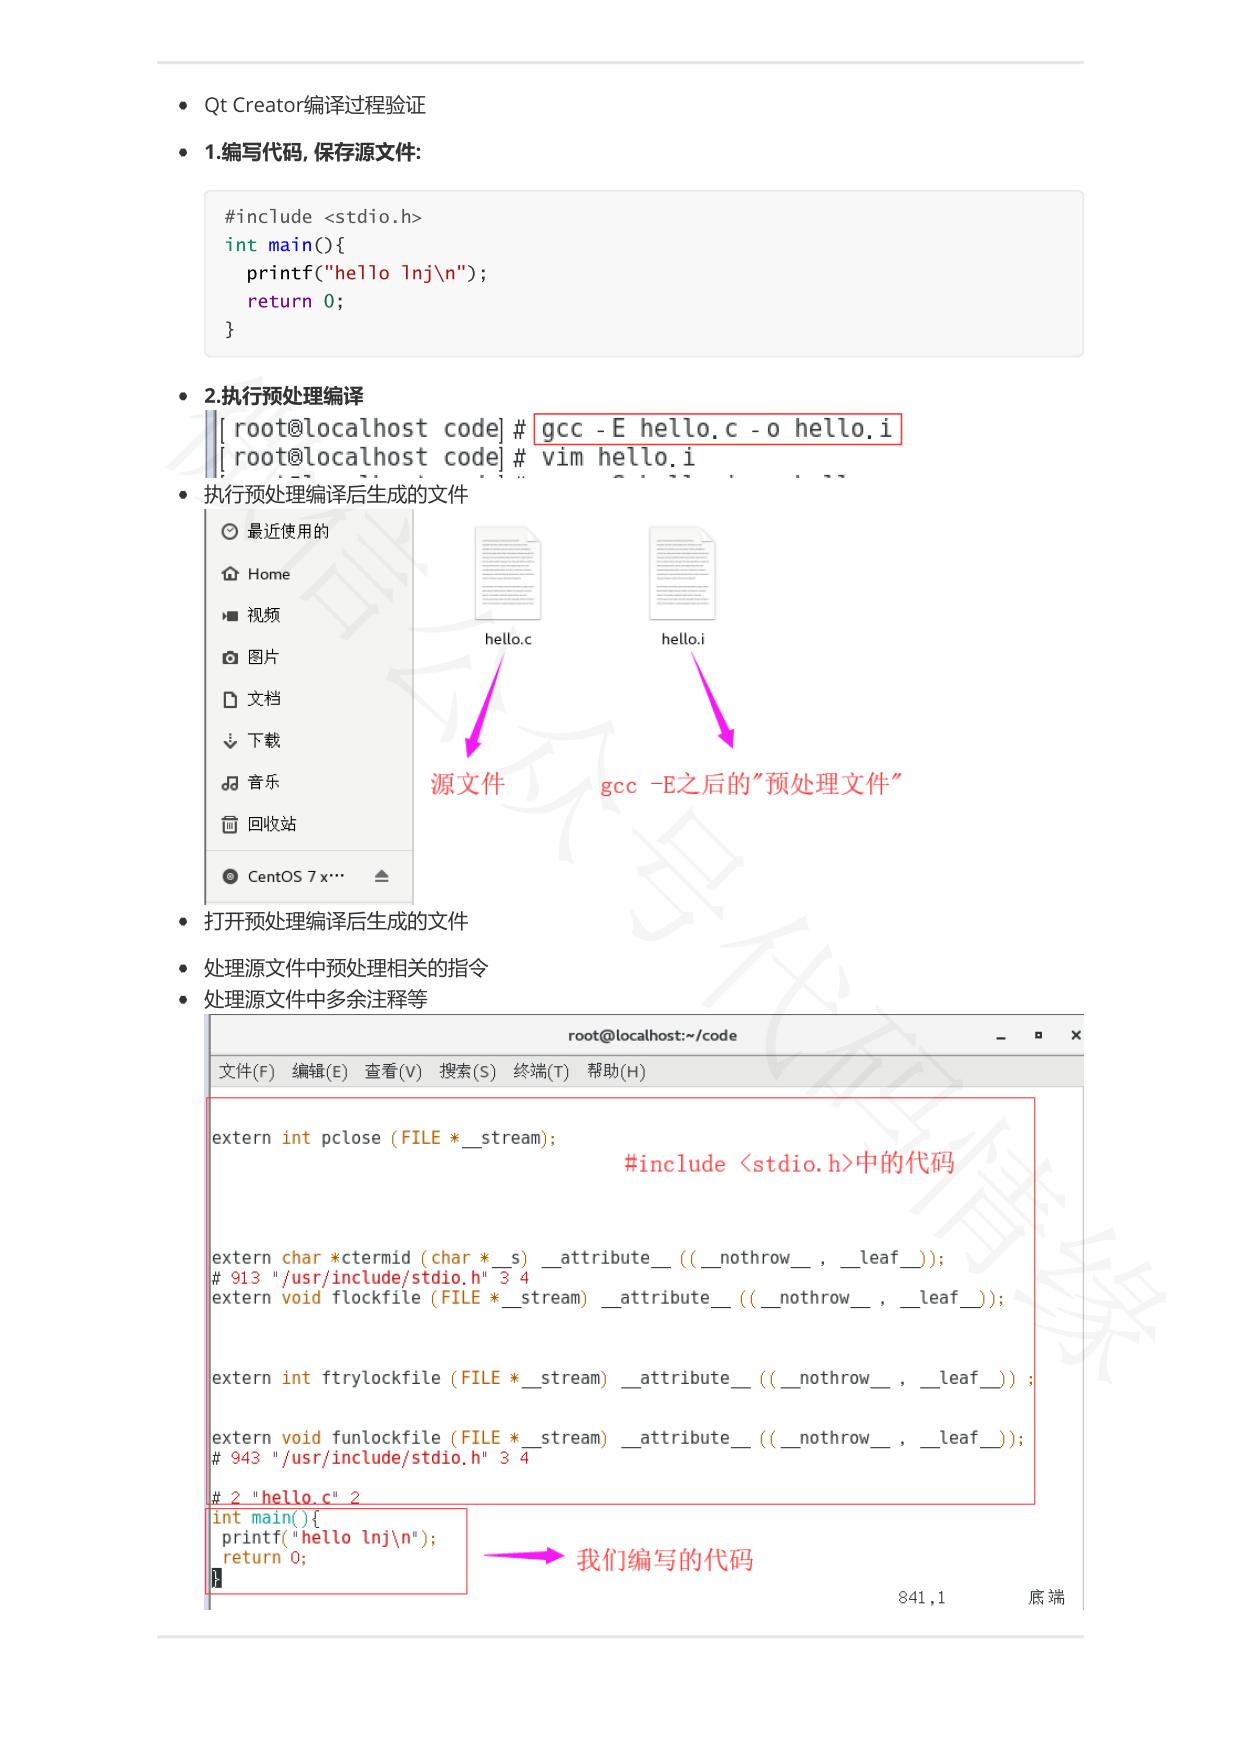 Qt Creator编译过程验证
1.编写代码, 保存源文件:
#include <stdio.h>
int main(){
  printf("hello lnj\n");
  return 0;
}
2.执行预处理编译
[root@localhost code]# gcc -E hello.c -o hello.i
[root@localhost code]# vim hello.i
执行预处理编译后生成的文件
最近使用的
Home
视频
图片
文档
下载
音乐
回收站
CentOS 7 x…
hello.c
hello.i
源文件
gcc -E之后的"预处理文件"
打开预处理编译后生成的文件
处理源文件中预处理相关的指令
处理源文件中多余注释等
root@localhost:~/code
文件(F) 编辑(E) 查看(V) 搜索(S) 终端(T) 帮助(H)
extern int pclose (FILE *__stream);
#include <stdio.h>中的代码
extern char *ctermid (char *__s) __attribute__ ((__nothrow__ , __leaf__));
# 913 "/usr/include/stdio.h" 3 4
extern void flockfile (FILE *__stream) __attribute__ ((__nothrow__ , __leaf__));
extern int ftrylockfile (FILE *__stream) __attribute__ ((__nothrow__ , __leaf__)) ;
extern void funlockfile (FILE *__stream) __attribute__ ((__nothrow__ , __leaf__));
# 943 "/usr/include/stdio.h" 3 4
# 2 "hello.c" 2
int main(){
 printf("hello lnj\n");
 return 0;
}
我们编写的代码
841,1 底端
微信公众号代码情缘